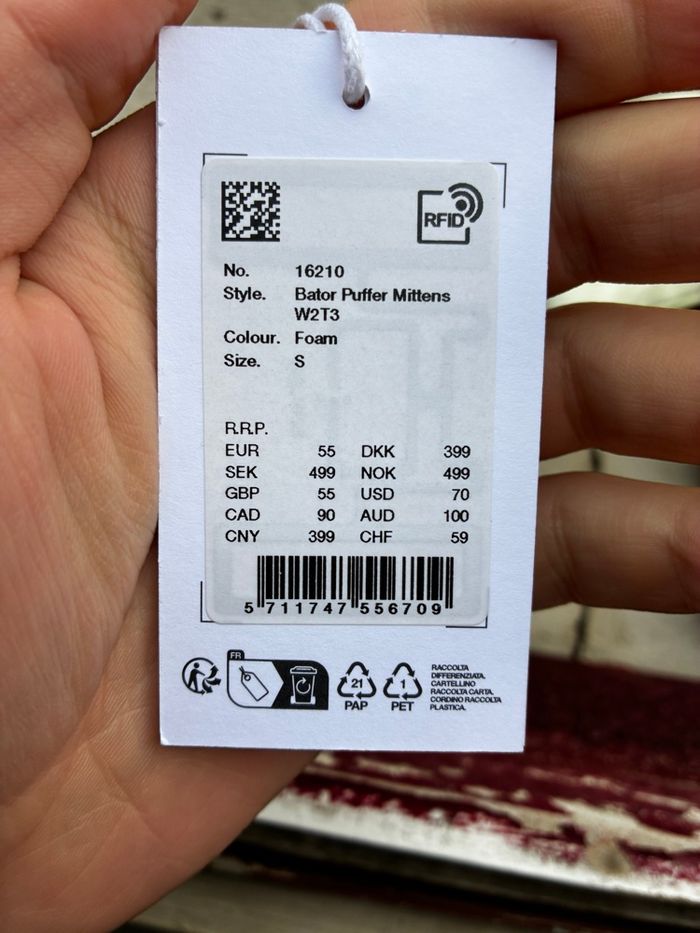 RFID
No. 16210
Style. Bator Puffer Mittens
W2T3
Colour. Foam
Size. S
R.R.P.
EUR 55 DKK 399
SEK 499 NOK 499
GBP 55 USD 70
CAD 90 AUD 100
CNY 399 CHF 59
5 711747 556709
FR
21
PAP
1
PET
RACCOLTA
DIFFERENZIATA.
CARTELLINO
RACCOLTA CARTA,
CORDINO RACCOLTA
PLASTICA.